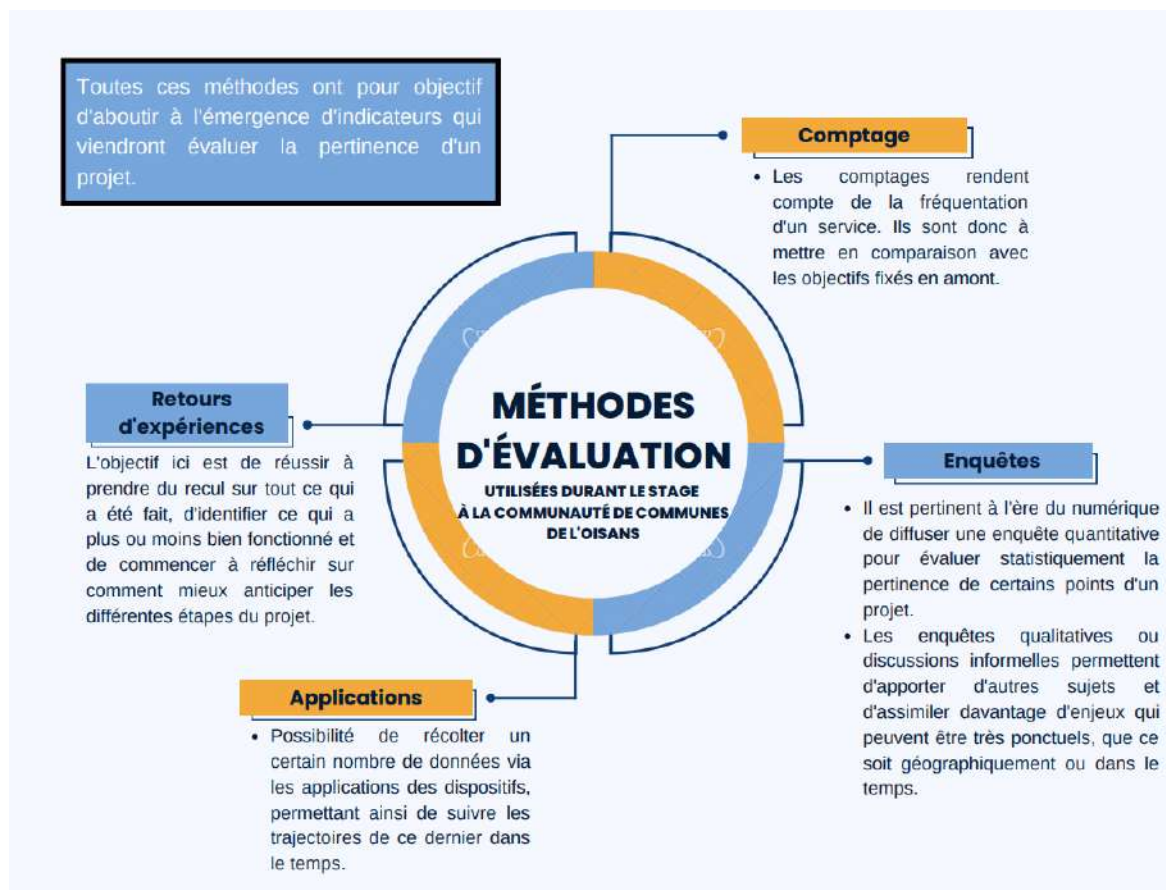 Toutes ces méthodes ont pour objectif
d'aboutir à l'émergence d'indicateurs qui
viendront évaluer la pertinence d'un
projet.
Comptage
• Les comptages rendent
compte de la fréquentation
d'un service. Ils sont donc à
mettre en comparaison avec
les objectifs fixés en amont.
MÉTHODES
D'ÉVALUATION
UTILISÉES DURANT LE STAGE
À LA COMMUNAUTÉ DE COMMUNES
DE L'OISANS
Retours
d'expériences
L'objectif ici est de réussir à
prendre du recul sur tout ce qui
a été fait, d'identifier ce qui a
plus ou moins bien fonctionné et
de commencer à réfléchir sur
comment mieux anticiper les
différentes étapes du projet.
Enquêtes
• Il est pertinent à l'ère du numérique
de diffuser une enquête quantitative
pour évaluer statistiquement la
pertinence de certains points d'un
projet.
• Les enquêtes qualitatives ou
discussions informelles permettent
d'apporter d'autres sujets et
d'assimiler davantage d'enjeux qui
peuvent être très ponctuels, que ce
soit géographiquement ou dans le
temps.
Applications
• Possibilité de récolter un
certain nombre de données via
les applications des dispositifs,
permettant ainsi de suivre les
trajectoires de ce dernier dans
le temps.